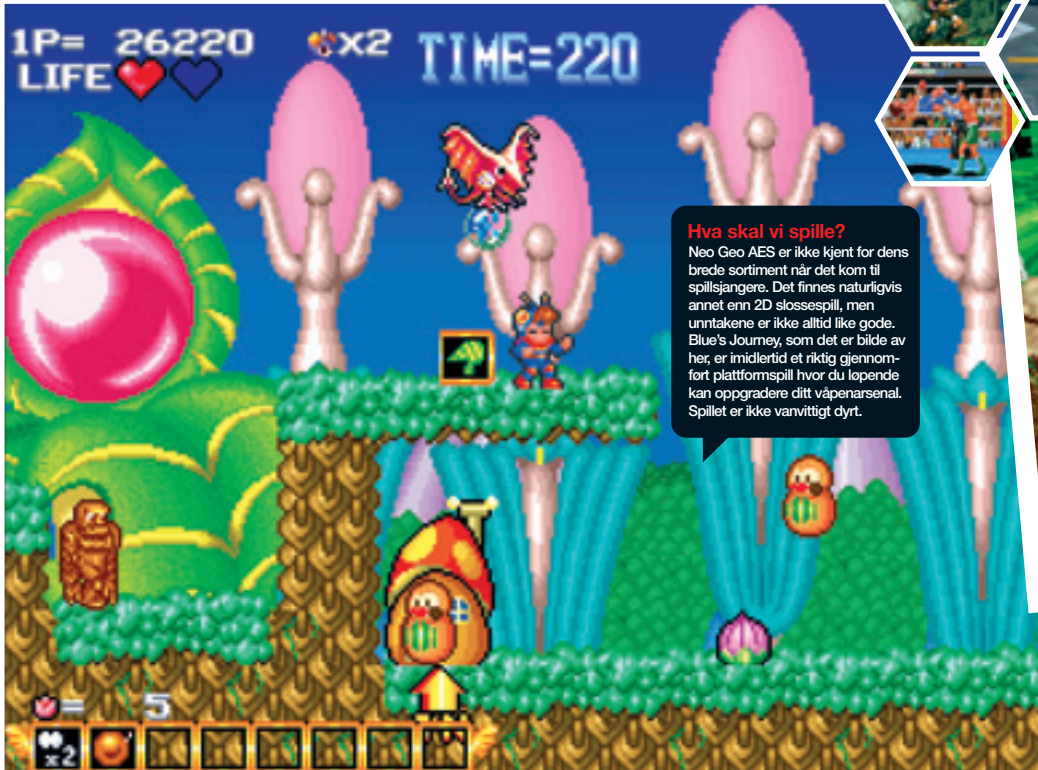 1P= 26220 x2 TIME=220
LIFE
Hva skal vi spille?
Neo Geo AES er ikke kjent for dens
brede sortiment når det kom til
spillsjangere. Det finnes naturligvis
annet enn 2D slossespill, men
unntakene er ikke alltid like gode.
Blue's Journey, som det er bilde av
her, er imidlertid et riktig gjennom-
ført plattformspill hvor du løpende
kan oppgradere ditt våpenarsenal.
Spillet er ikke vanvittig dyrt.
= 5
x2